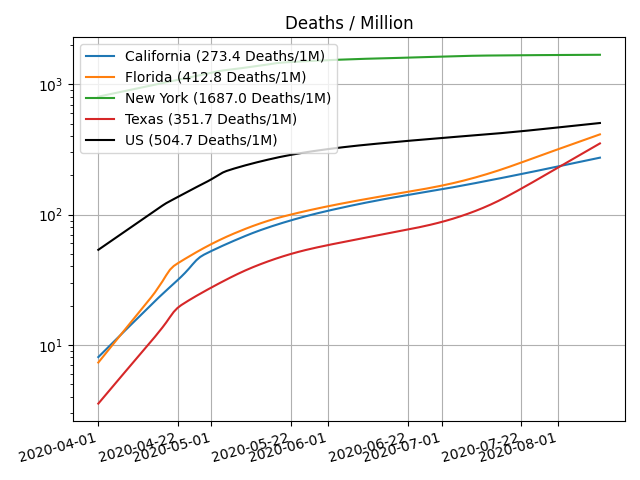 Deaths / Million
California (273.4 Deaths/1M)
Florida (412.8 Deaths/1M)
New York (1687.0 Deaths/1M)
Texas (351.7 Deaths/1M)
US (504.7 Deaths/1M)
10³
10²
10¹
2020-04-01
2020-04-22
2020-05-01
2020-05-22
2020-06-01
2020-06-22
2020-07-01
2020-07-22
2020-08-01